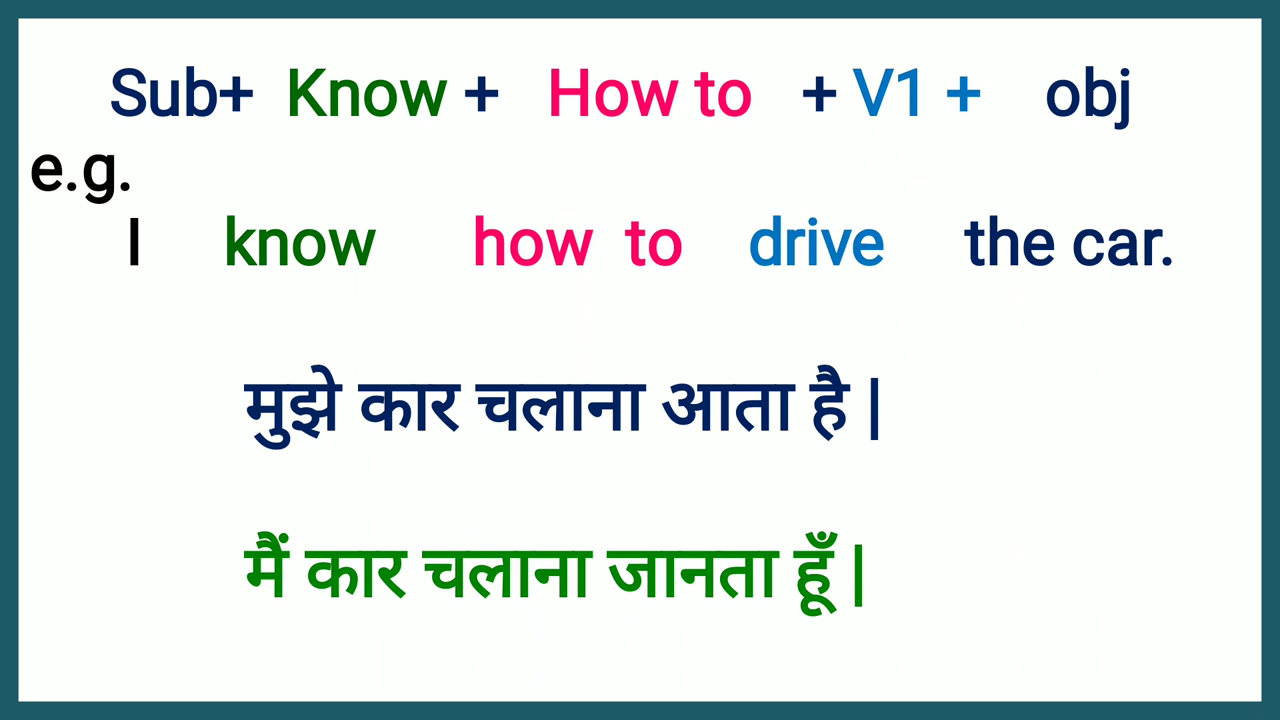 Sub+ Know + How to + V1 + obj
e.g.
I know how to drive the car.
मुझे कार चलाना आता है |
मैं कार चलाना जानता हूँ |